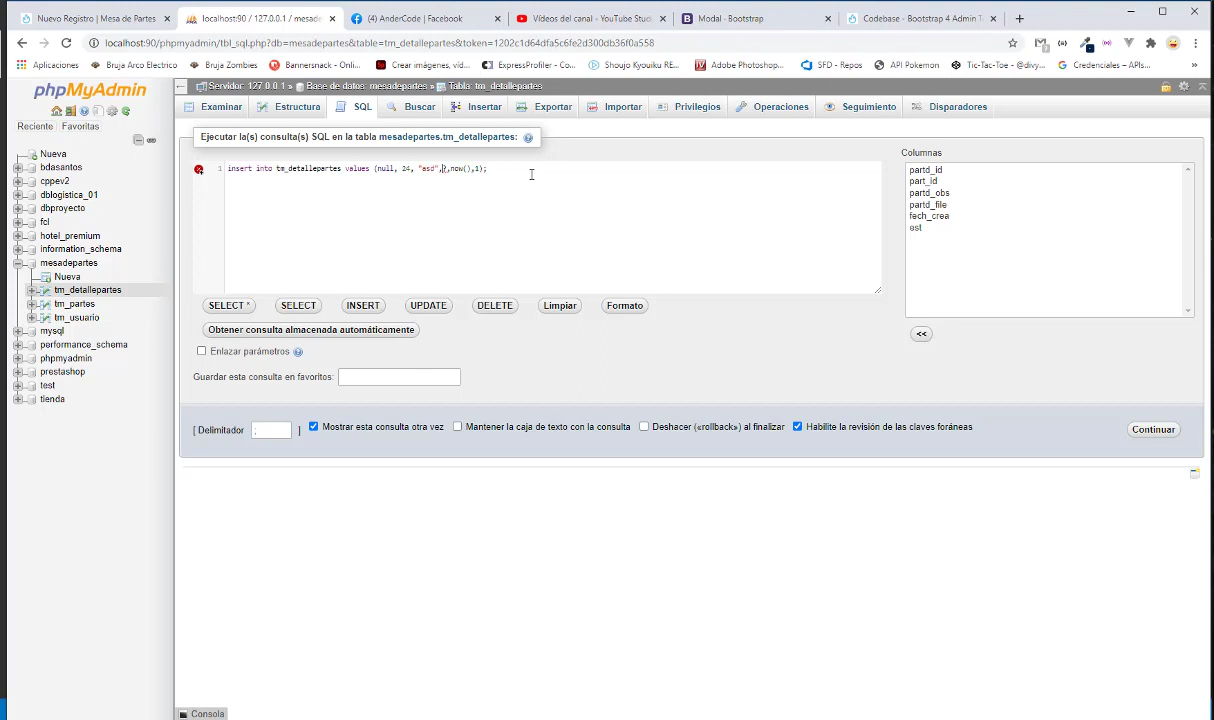 Nuevo Registro | Mesa de Partes
localhost:90 / 127.0.0.1 / mesade
(4) AnderCode | Facebook
Vídeos del canal - YouTube Studi
Modal · Bootstrap
Codebase - Bootstrap 4 Admin T
localhost:90/phpmyadmin/tbl_sql.php?db=mesadepartes&table=tm_detallepartes&token=1202c1d64dfa5c6fe2d300db36f0a558
Aplicaciones
Bruja Arco Electrico
Bruja Zombies
Bannersnack - Onl...
Crear imágenes, víd...
ExpressProfiler - Co...
Shoujo Kyouiku RE...
Adobe Photoshop...
SFD - Repos
API Pokemon
Tic-Tac-Toe - @divy...
Credenciales – APIs...
phpMyAdmin
Reciente
Favoritas
Nueva
bdasantos
cppev2
dblogistica_01
dbproyecto
fcl
hotel_premium
information_schema
mesadepartes
Nueva
tm_detallepartes
tm_partes
tm_usuario
mysql
performance_schema
phpmyadmin
prestashop
test
tienda
Servidor: 127.0.0.1 » Base de datos: mesadepartes » Tabla: tm_detallepartes
Examinar
Estructura
SQL
Buscar
Insertar
Exportar
Importar
Privilegios
Operaciones
Seguimiento
Disparadores
Ejecutar la(s) consulta(s) SQL en la tabla mesadepartes.tm_detallepartes:
1 insert into tm_detallepartes values (null, 24, "asd",?,now(),1);
Columnas
partd_id
part_id
partd_obs
partd_file
fech_crea
est
SELECT *
SELECT
INSERT
UPDATE
DELETE
Limpiar
Formato
<<
Obtener consulta almacenada automáticamente
Enlazar parámetros
Guardar esta consulta en favoritos:
[ Delimitador ; ]
Mostrar esta consulta otra vez
Mantener la caja de texto con la consulta
Deshacer («rollback») al finalizar
Habilite la revisión de las claves foráneas
Continuar
Consola